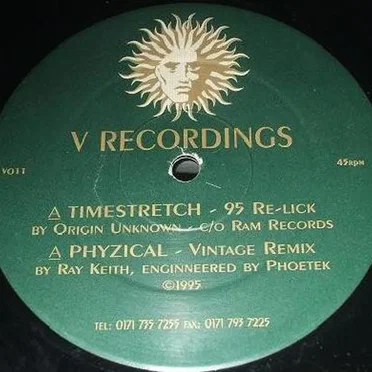 V RECORDINGS
V011
45RPM
A TIMESTRETCH - 95 RE-LICK
BY ORIGIN UNKNOWN - C/O RAM RECORDS
A PHYZICAL - VINTAGE REMIX
BY RAY KEITH, ENGINNEERED BY PHOETEK
©1995
TEL: 0171 735 7255 FAX: 0171 793 7225